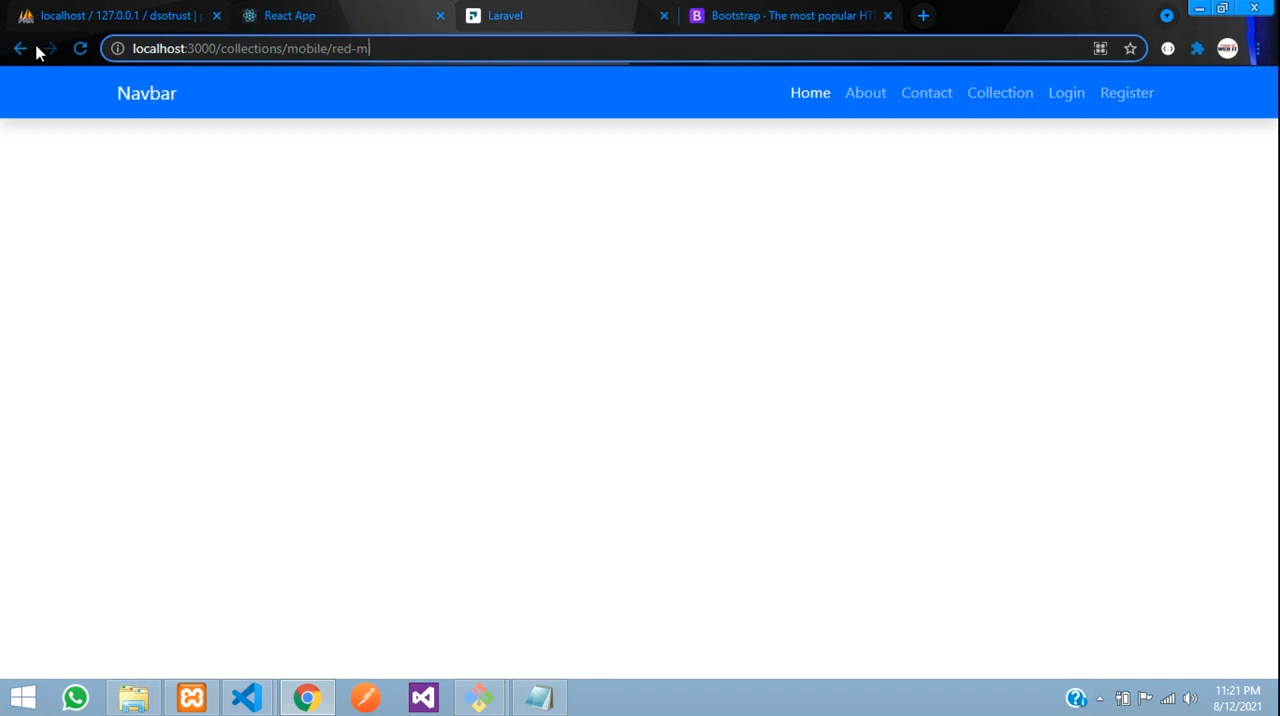 localhost / 127.0.0.1 / dsotrust | p
React App
Laravel
Bootstrap · The most popular HT
localhost:3000/collections/mobile/red-m
Navbar
Home
About
Contact
Collection
Login
Register
11:21 PM
8/12/2021